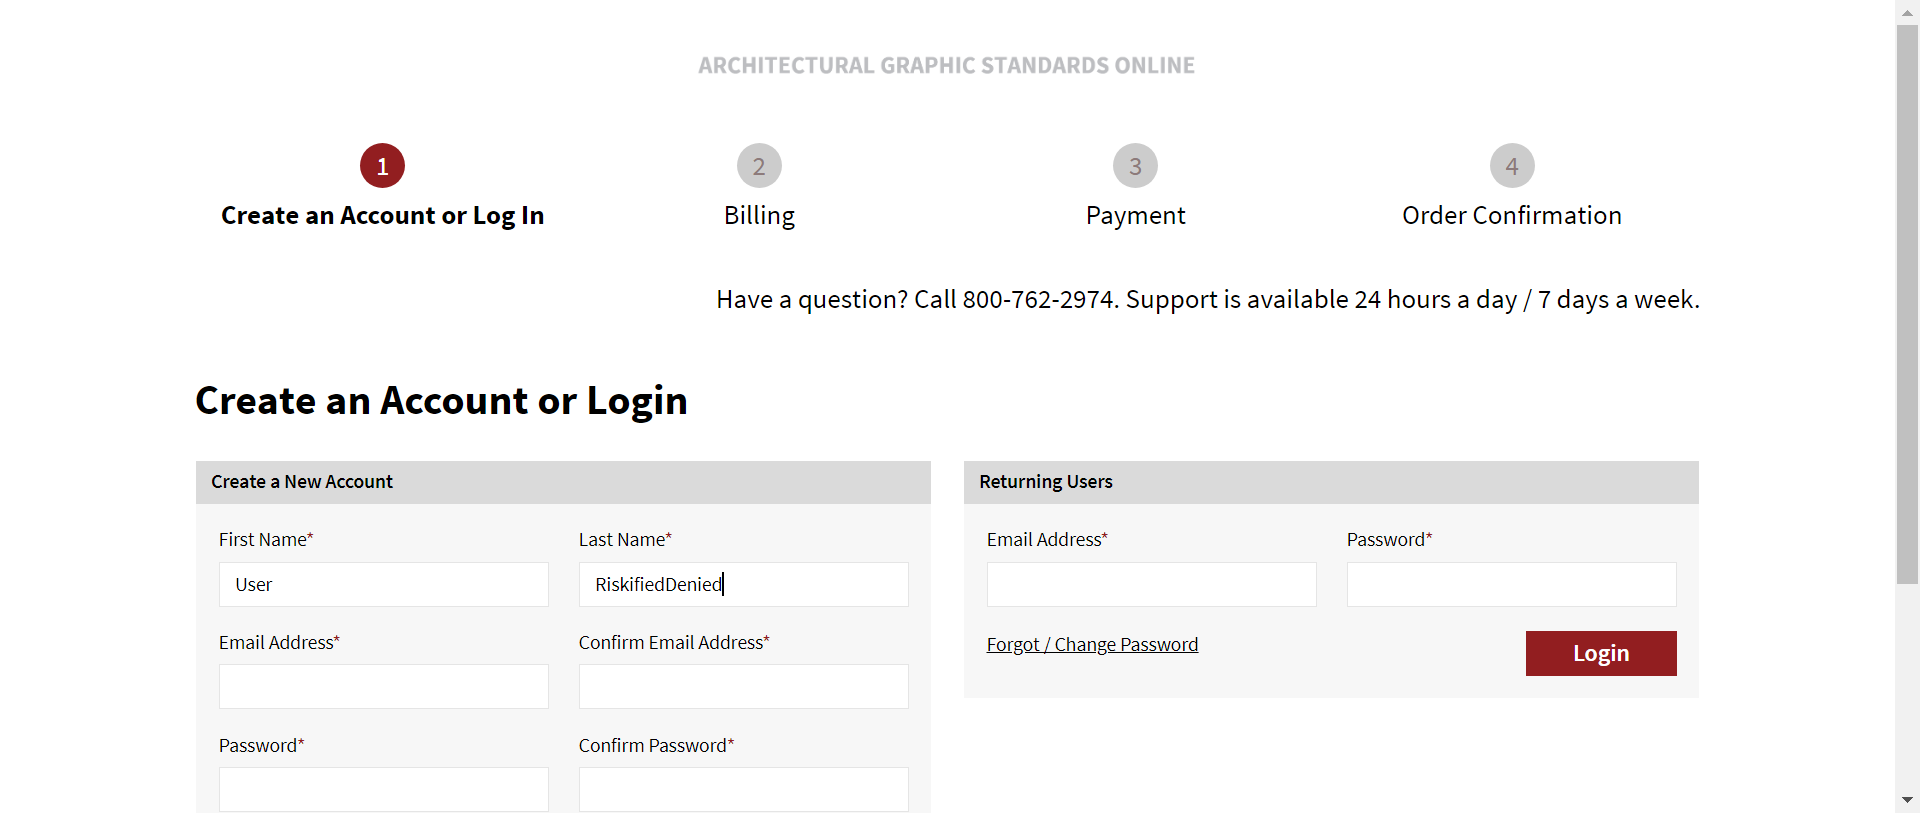 ARCHITECTURAL GRAPHIC STANDARDS ONLINE
1 2 3 4
Create an Account or Log In Billing Payment Order Confirmation
Have a question? Call 800-762-2974. Support is available 24 hours a day / 7 days a week.
Create an Account or Login
Create a New Account
First Name* Last Name*
User RiskifiedDenied
Email Address* Confirm Email Address*
Password* Confirm Password*
Returning Users
Email Address* Password*
Forgot / Change Password Login